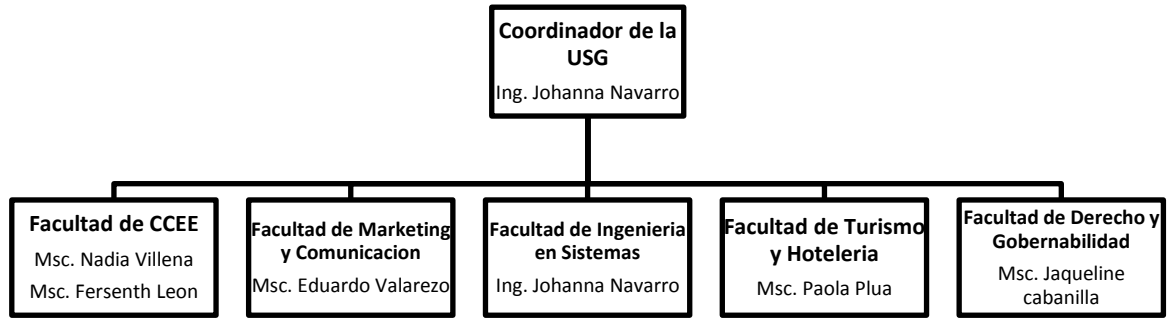 Coordinador de la
USG
Ing. Johanna Navarro
Facultad de CCEE
Msc. Nadia Villena
Msc. Fersenth Leon
Facultad de Marketing
y Comunicacion
Msc. Eduardo Valarezo
Facultad de Ingenieria
en Sistemas
Ing. Johanna Navarro
Facultad de Turismo
y Hoteleria
Msc. Paola Plua
Facultad de Derecho y
Gobernabilidad
Msc. Jaqueline
cabanilla